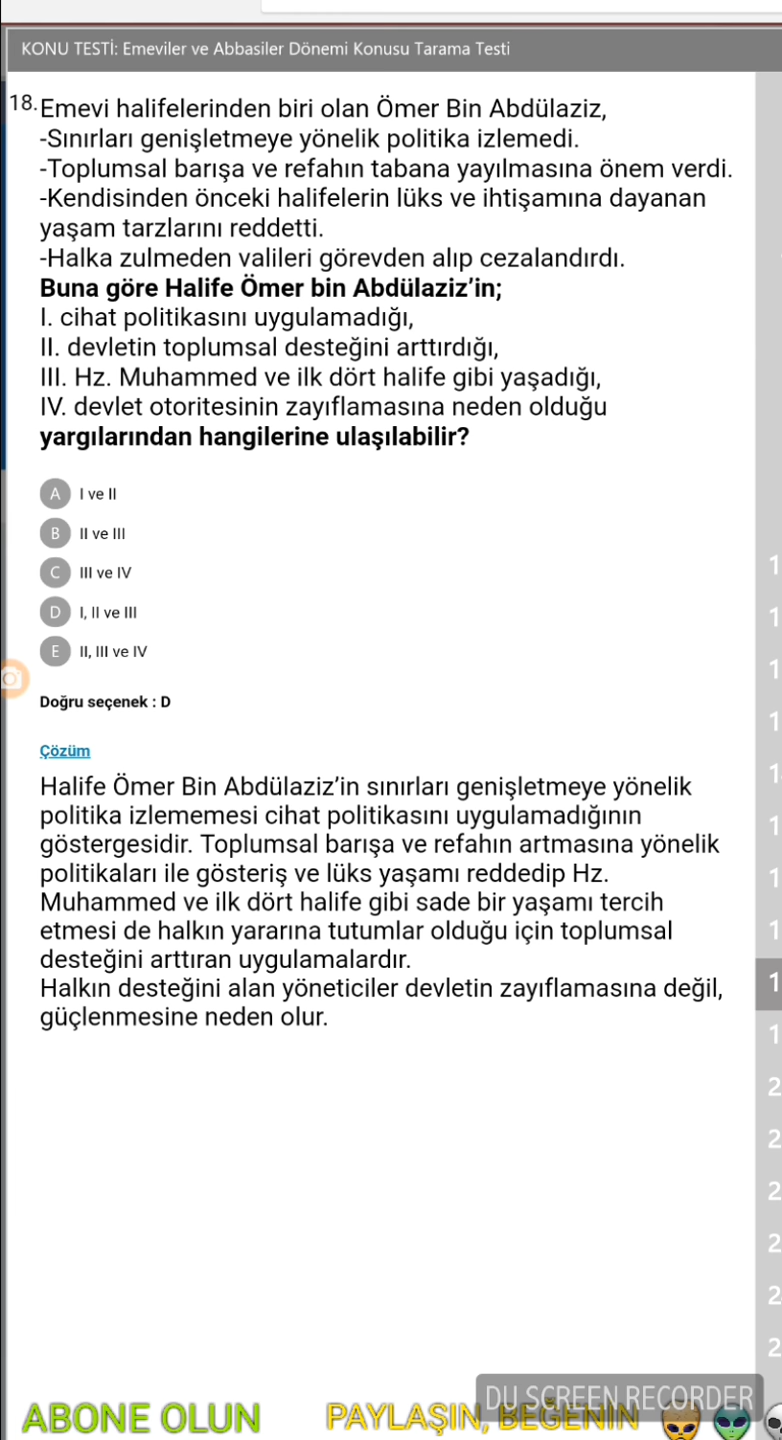 KONU TESTİ: Emeviler ve Abbasiler Dönemi Konusu Tarama Testi
18. Emevi halifelerinden biri olan Ömer Bin Abdülaziz,
-Sınırları genişletmeye yönelik politika izlemedi.
-Toplumsal barışa ve refahın tabana yayılmasına önem verdi.
-Kendisinden önceki halifelerin lüks ve ihtişamına dayanan
yaşam tarzlarını reddetti.
-Halka zulmeden valileri görevden alıp cezalandırdı.
Buna göre Halife Ömer bin Abdülaziz'in;
I. cihat politikasını uygulamadığı,
II. devletin toplumsal desteğini arttırdığı,
III. Hz. Muhammed ve ilk dört halife gibi yaşadığı,
IV. devlet otoritesinin zayıflamasına neden olduğu
yargılarından hangilerine ulaşılabilir?
A I ve II
B II ve III
C III ve IV
D I, II ve III
E II, III ve IV
Doğru seçenek : D
Çözüm
Halife Ömer Bin Abdülaziz'in sınırları genişletmeye yönelik
politika izlememesi cihat politikasını uygulamadığının
göstergesidir. Toplumsal barışa ve refahın artmasına yönelik
politikaları ile gösteriş ve lüks yaşamı reddedip Hz.
Muhammed ve ilk dört halife gibi sade bir yaşamı tercih
etmesi de halkın yararına tutumlar olduğu için toplumsal
desteğini arttıran uygulamalardır.
Halkın desteğini alan yöneticiler devletin zayıflamasına değil,
güçlenmesine neden olur.
DU SCREEN RECORDER
ABONE OLUN PAYLAŞIN, BEĞENİN